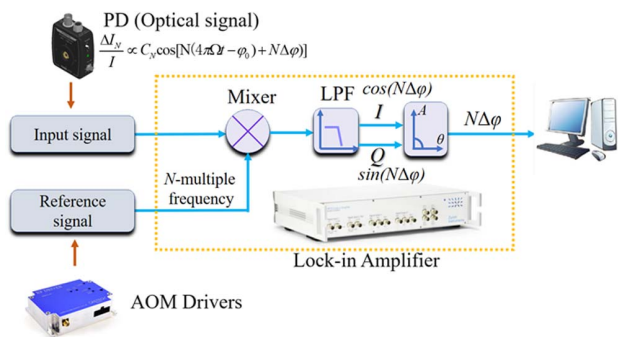 PD (Optical signal)
ΔI_N/I ∝ C_N cos[N(4πΩt−φ₀)+NΔφ)]
Input signal
Mixer
LPF
cos(NΔφ)
I
A
θ
NΔφ
Q
sin(NΔφ)
N-multiple
frequency
Reference
signal
Lock-in Amplifier
AOM Drivers